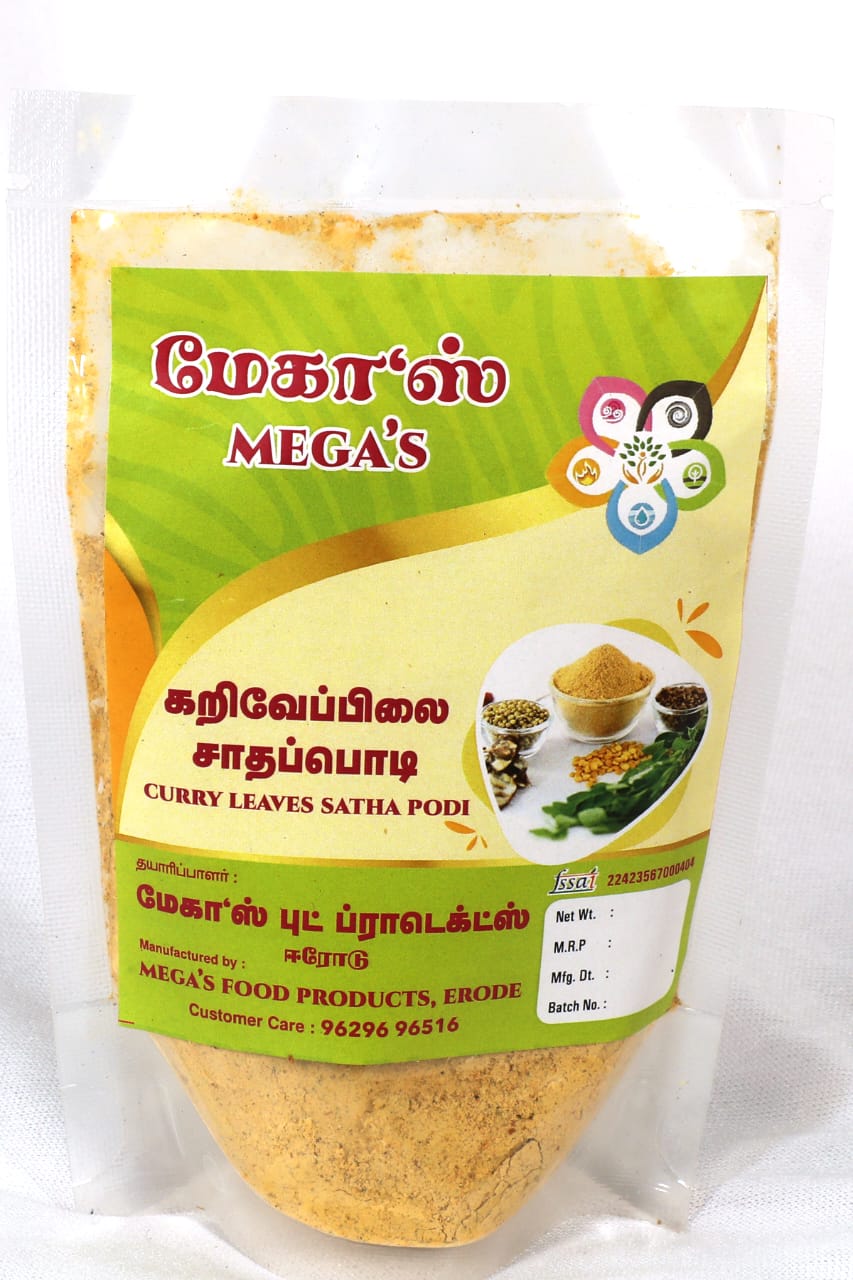 மேகா‘ஸ்
MEGA’S
கறிவேப்பிலை
சாதப்பொடி
CURRY LEAVES SATHA PODI
தயாரிப்பாளர் :
மேகா‘ஸ் புட் ப்ராடெக்ட்ஸ்
ஈரோடு
Manufactured by :
MEGA’S FOOD PRODUCTS, ERODE
Customer Care : 96296 96516
fssai 22423567000404
Net Wt. :
M.R.P :
Mfg. Dt. :
Batch No. :